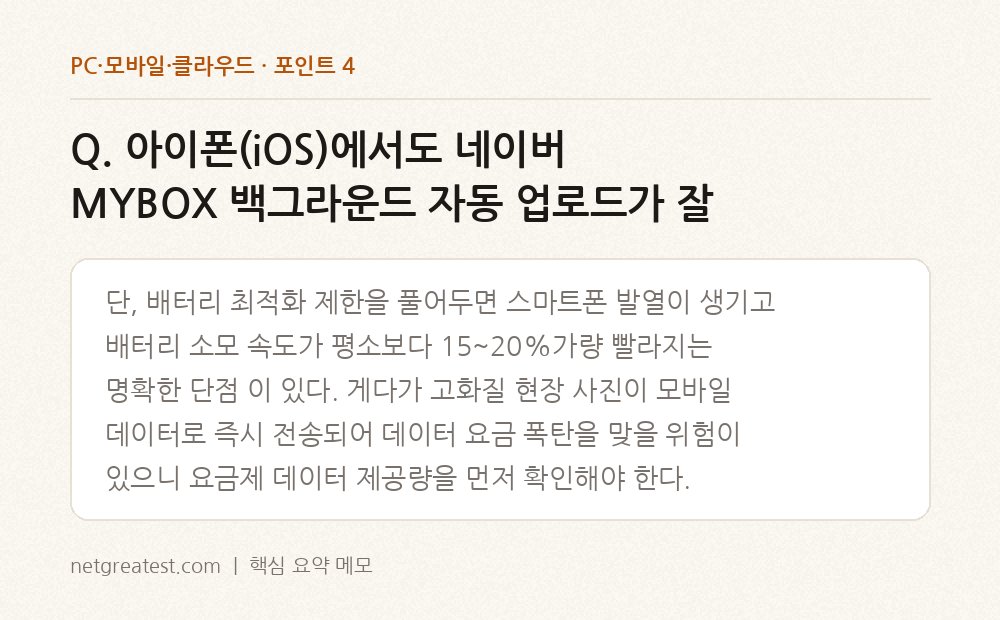 PC·모바일·클라우드 · 포인트 4
Q. 아이폰(iOS)에서도 네이버
MYBOX 백그라운드 자동 업로드가 잘
단, 배터리 최적화 제한을 풀어두면 스마트폰 발열이 생기고
배터리 소모 속도가 평소보다 15~20%가량 빨라지는
명확한 단점 이 있다. 게다가 고화질 현장 사진이 모바일
데이터로 즉시 전송되어 데이터 요금 폭탄을 맞을 위험이
있으니 요금제 데이터 제공량을 먼저 확인해야 한다.
netgreatest.com | 핵심 요약 메모